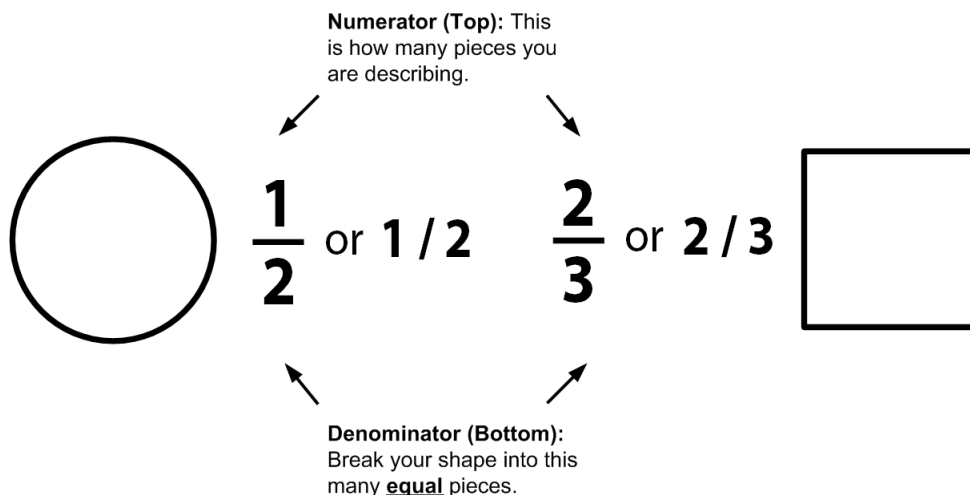 Numerator (Top): This
is how many pieces you
are describing.
1
2
or 1 / 2
2
3
or 2 / 3
Denominator (Bottom):
Break your shape into this
many equal pieces.